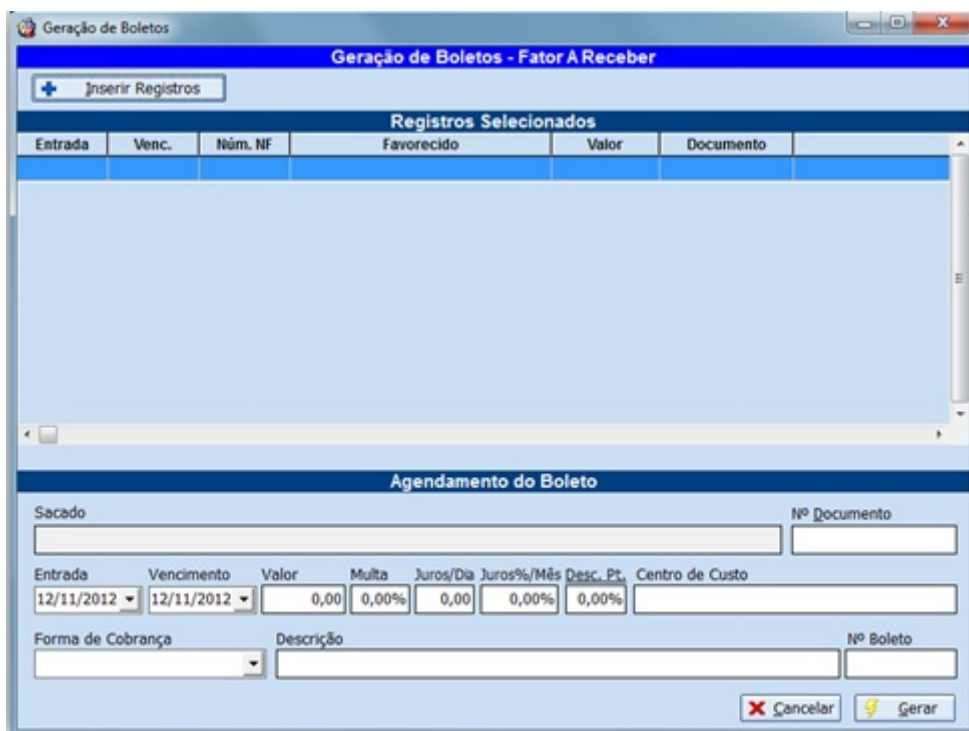 Geração de Boletos
Geração de Boletos - Fator A Receber
Inserir Registros
Registros Selecionados
Entrada Venc. Núm. NF Favorecido Valor Documento
Agendamento do Boleto
Sacado Nº Documento
Entrada Vencimento Valor Multa Juros/Dia Juros%/Mês Desc. Pt. Centro de Custo
12/11/2012 12/11/2012 0,00 0,00% 0,00 0,00% 0,00%
Forma de Cobrança Descrição Nº Boleto
Cancelar Gerar